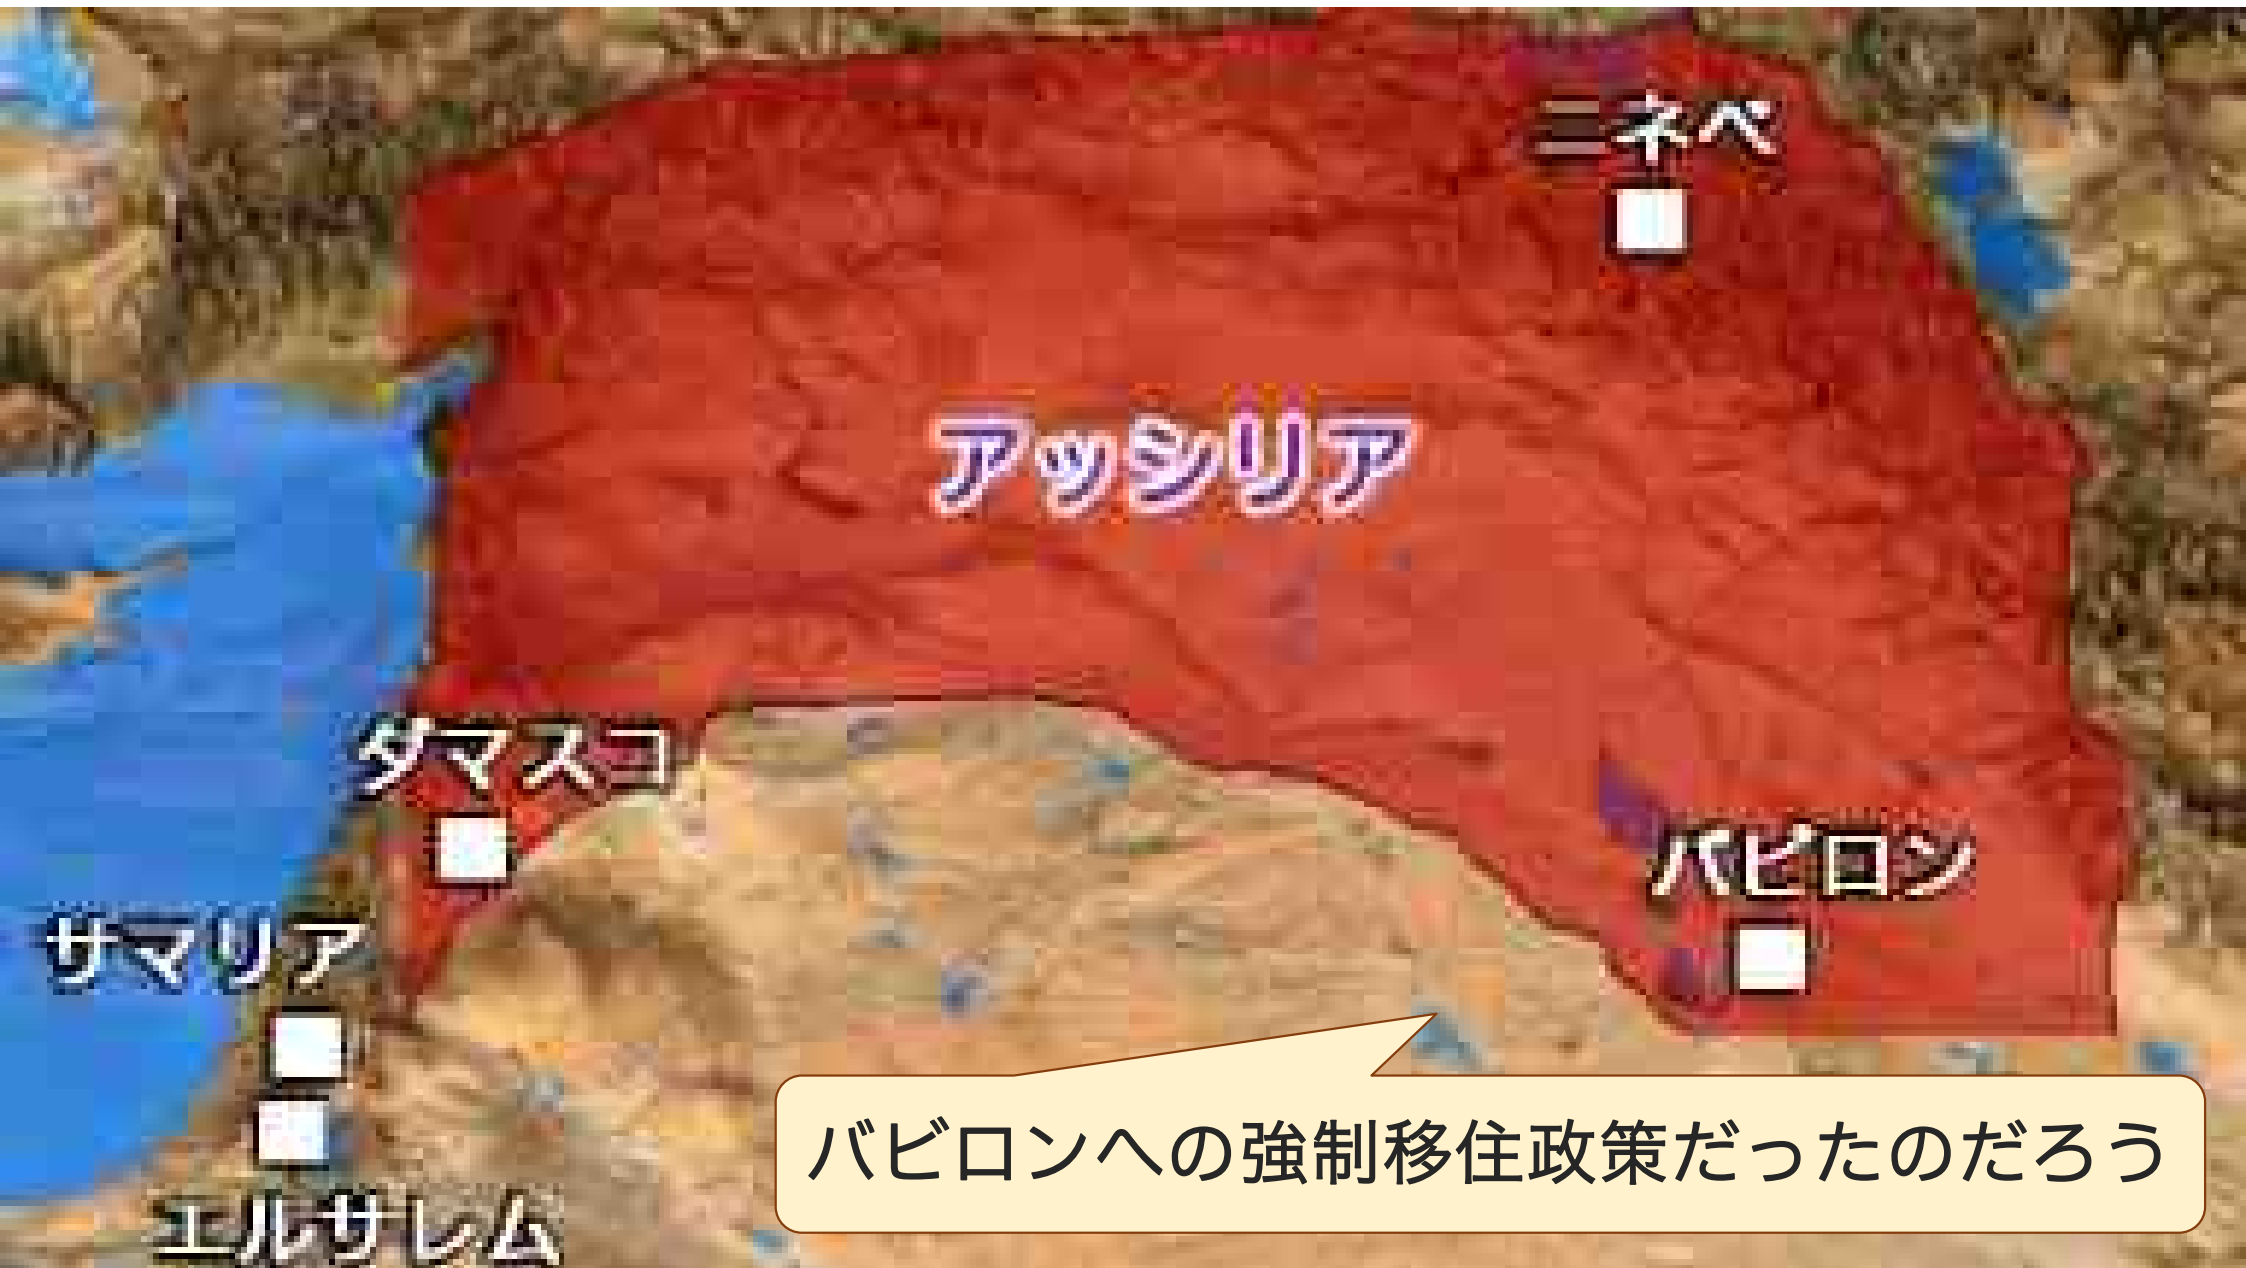 ニネベ
アッシリア
ダマスコ
バビロン
サマリア
バビロンへの強制移住政策だったのだろう
エルサレム